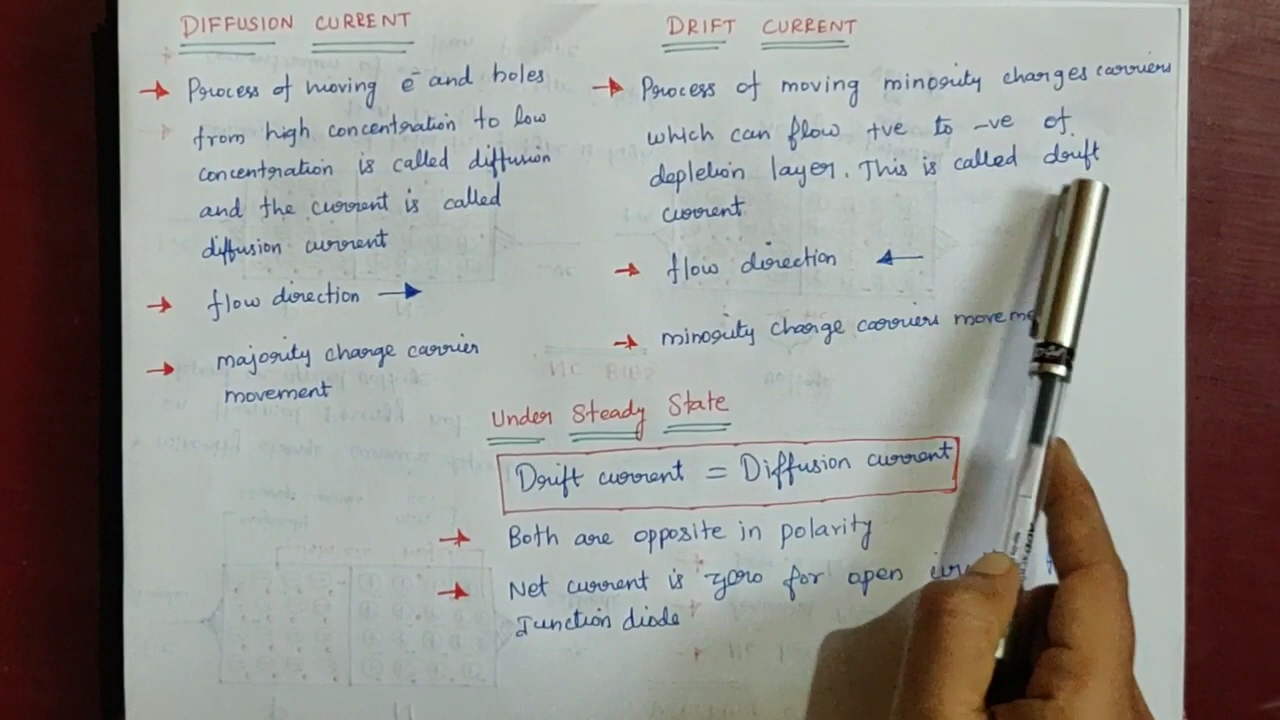 DIFFUSION CURRENT
→ Process of moving e⁻ and holes
from high concentration to low
concentration is called diffusion
and the current is called
diffusion current
→ flow direction →
→ majority charge carrier
movement
DRIFT CURRENT
→ Process of moving minority charges carriers
which can flow +ve to -ve of
depletion layer. This is called drift
current
→ flow direction ←
→ minority charge carriers
Under Steady State
Drift current = Diffusion current
→ Both are opposite in polarity
→ Net current is zero for open
Junction diode